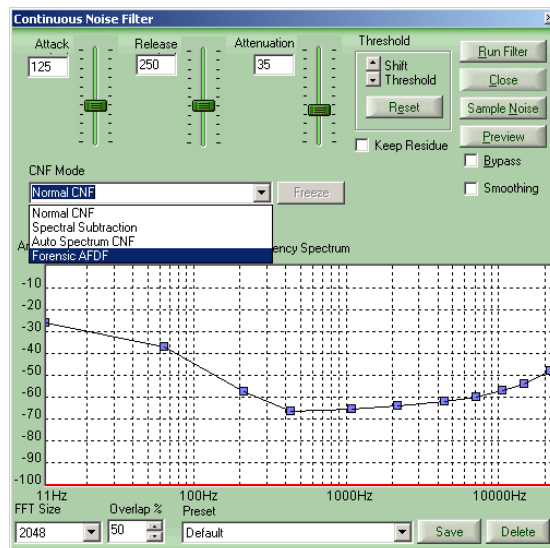 Continuous Noise Filter
Attack
125
Release
250
Attenuation
35
Threshold
Shift
Threshold
Reset
Keep Residue
Run Filter
Close
Sample Noise
Preview
Bypass
Smoothing
CNF Mode
Normal CNF
Freeze
Normal CNF
Spectral Subtraction
Auto Spectrum CNF
Forensic AFDF
Spectrum
-10
-20
-30
-40
-50
-60
-70
-80
-90
-100
11Hz
100Hz
1000Hz
10000Hz
FFT Size
2048
Overlap %
50
Preset
Default
Save
Delete